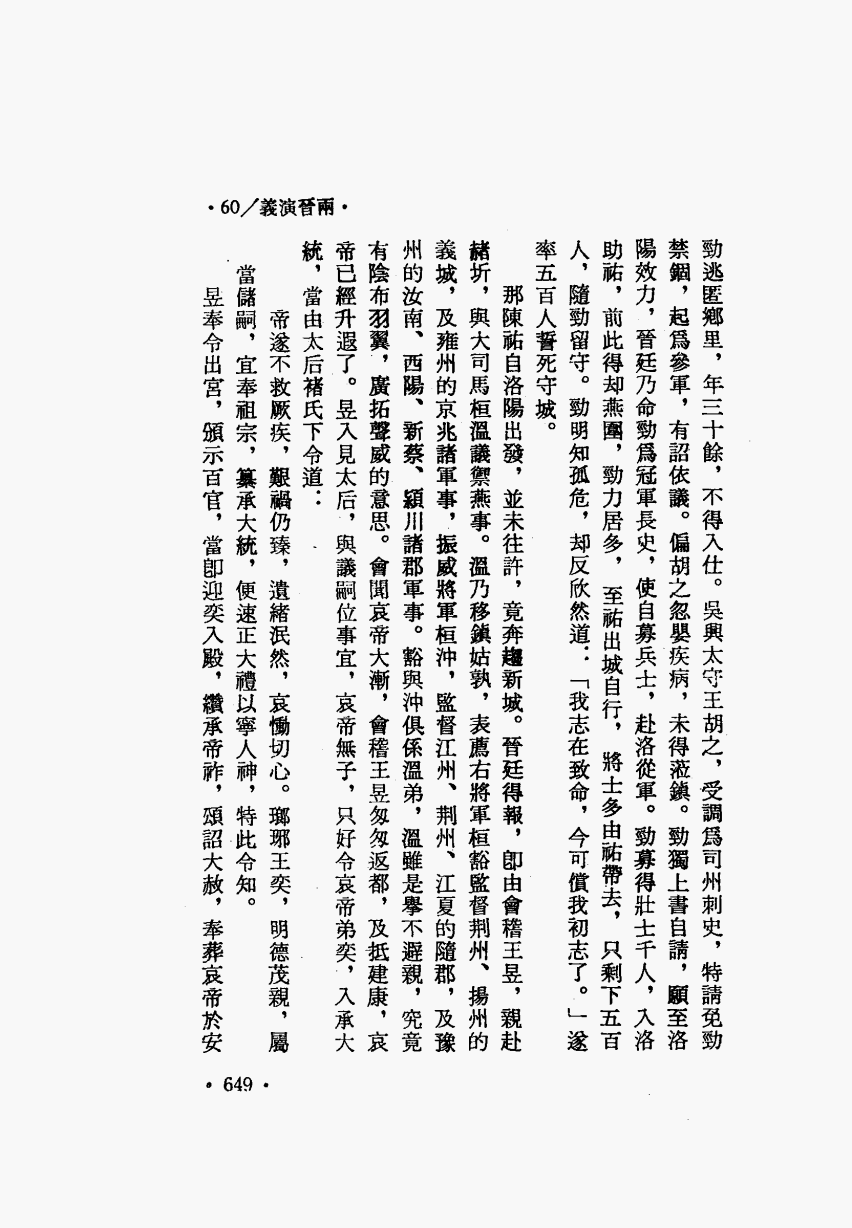 •兩晉演義/60•
勁逃匿鄉里，年三十餘，不得入仕。吳興太守王胡之，受調爲司州刺史，特請免勁
禁錮，起爲參軍，有詔依議。偏胡之忽嬰疾病，未得蒞鎮。勁獨上書自請，願至洛
陽效力，晉廷乃命勁爲冠軍長史，使自募兵士，赴洛從軍。勁募得壯士千人，入洛
助祐，前此得却燕圍，勁力居多，至祐出城自行，將士多由祐帶去，只剩下五百
人，隨勁留守。勁明知孤危，却反欣然道：「我志在致命，今可償我初志了。」遂
率五百人誓死守城。
那陳祐自洛陽出發，並未往許，竟奔趨新城。晉廷得報，卽由會稽王昱，親赴
赭圻，與大司馬桓溫議禦燕事。溫乃移鎮姑孰，表薦右將軍桓豁監督荆州、揚州的
義城，及雍州的京兆諸軍事，振威將軍桓沖，監督江州、荆州、江夏的隨郡，及豫
州的汝南、西陽、新蔡、潁川諸郡軍事。豁與沖俱係溫弟，溫雖是舉不避親，究竟
有陰布羽翼，廣拓聲威的意思。會聞哀帝大漸，會稽王昱匆匆返都，及抵建康，哀
帝已經升遐了。昱入見太后，與議嗣位事宜，哀帝無子，只好令哀帝弟奕，入承大
統，當由太后褚氏下令道：
帝遂不救厥疾，艱禍仍臻，遺緒泯然，哀慟切心。瑯琊王奕，明德茂親，屬
當儲嗣，宜奉祖宗，纂承大統，便速正大禮以寧人神，特此令知。
昱奉令出宮，頒示百官，當卽迎奕入殿，纘承帝祚，頌詔大赦，奉葬哀帝於安
•649•